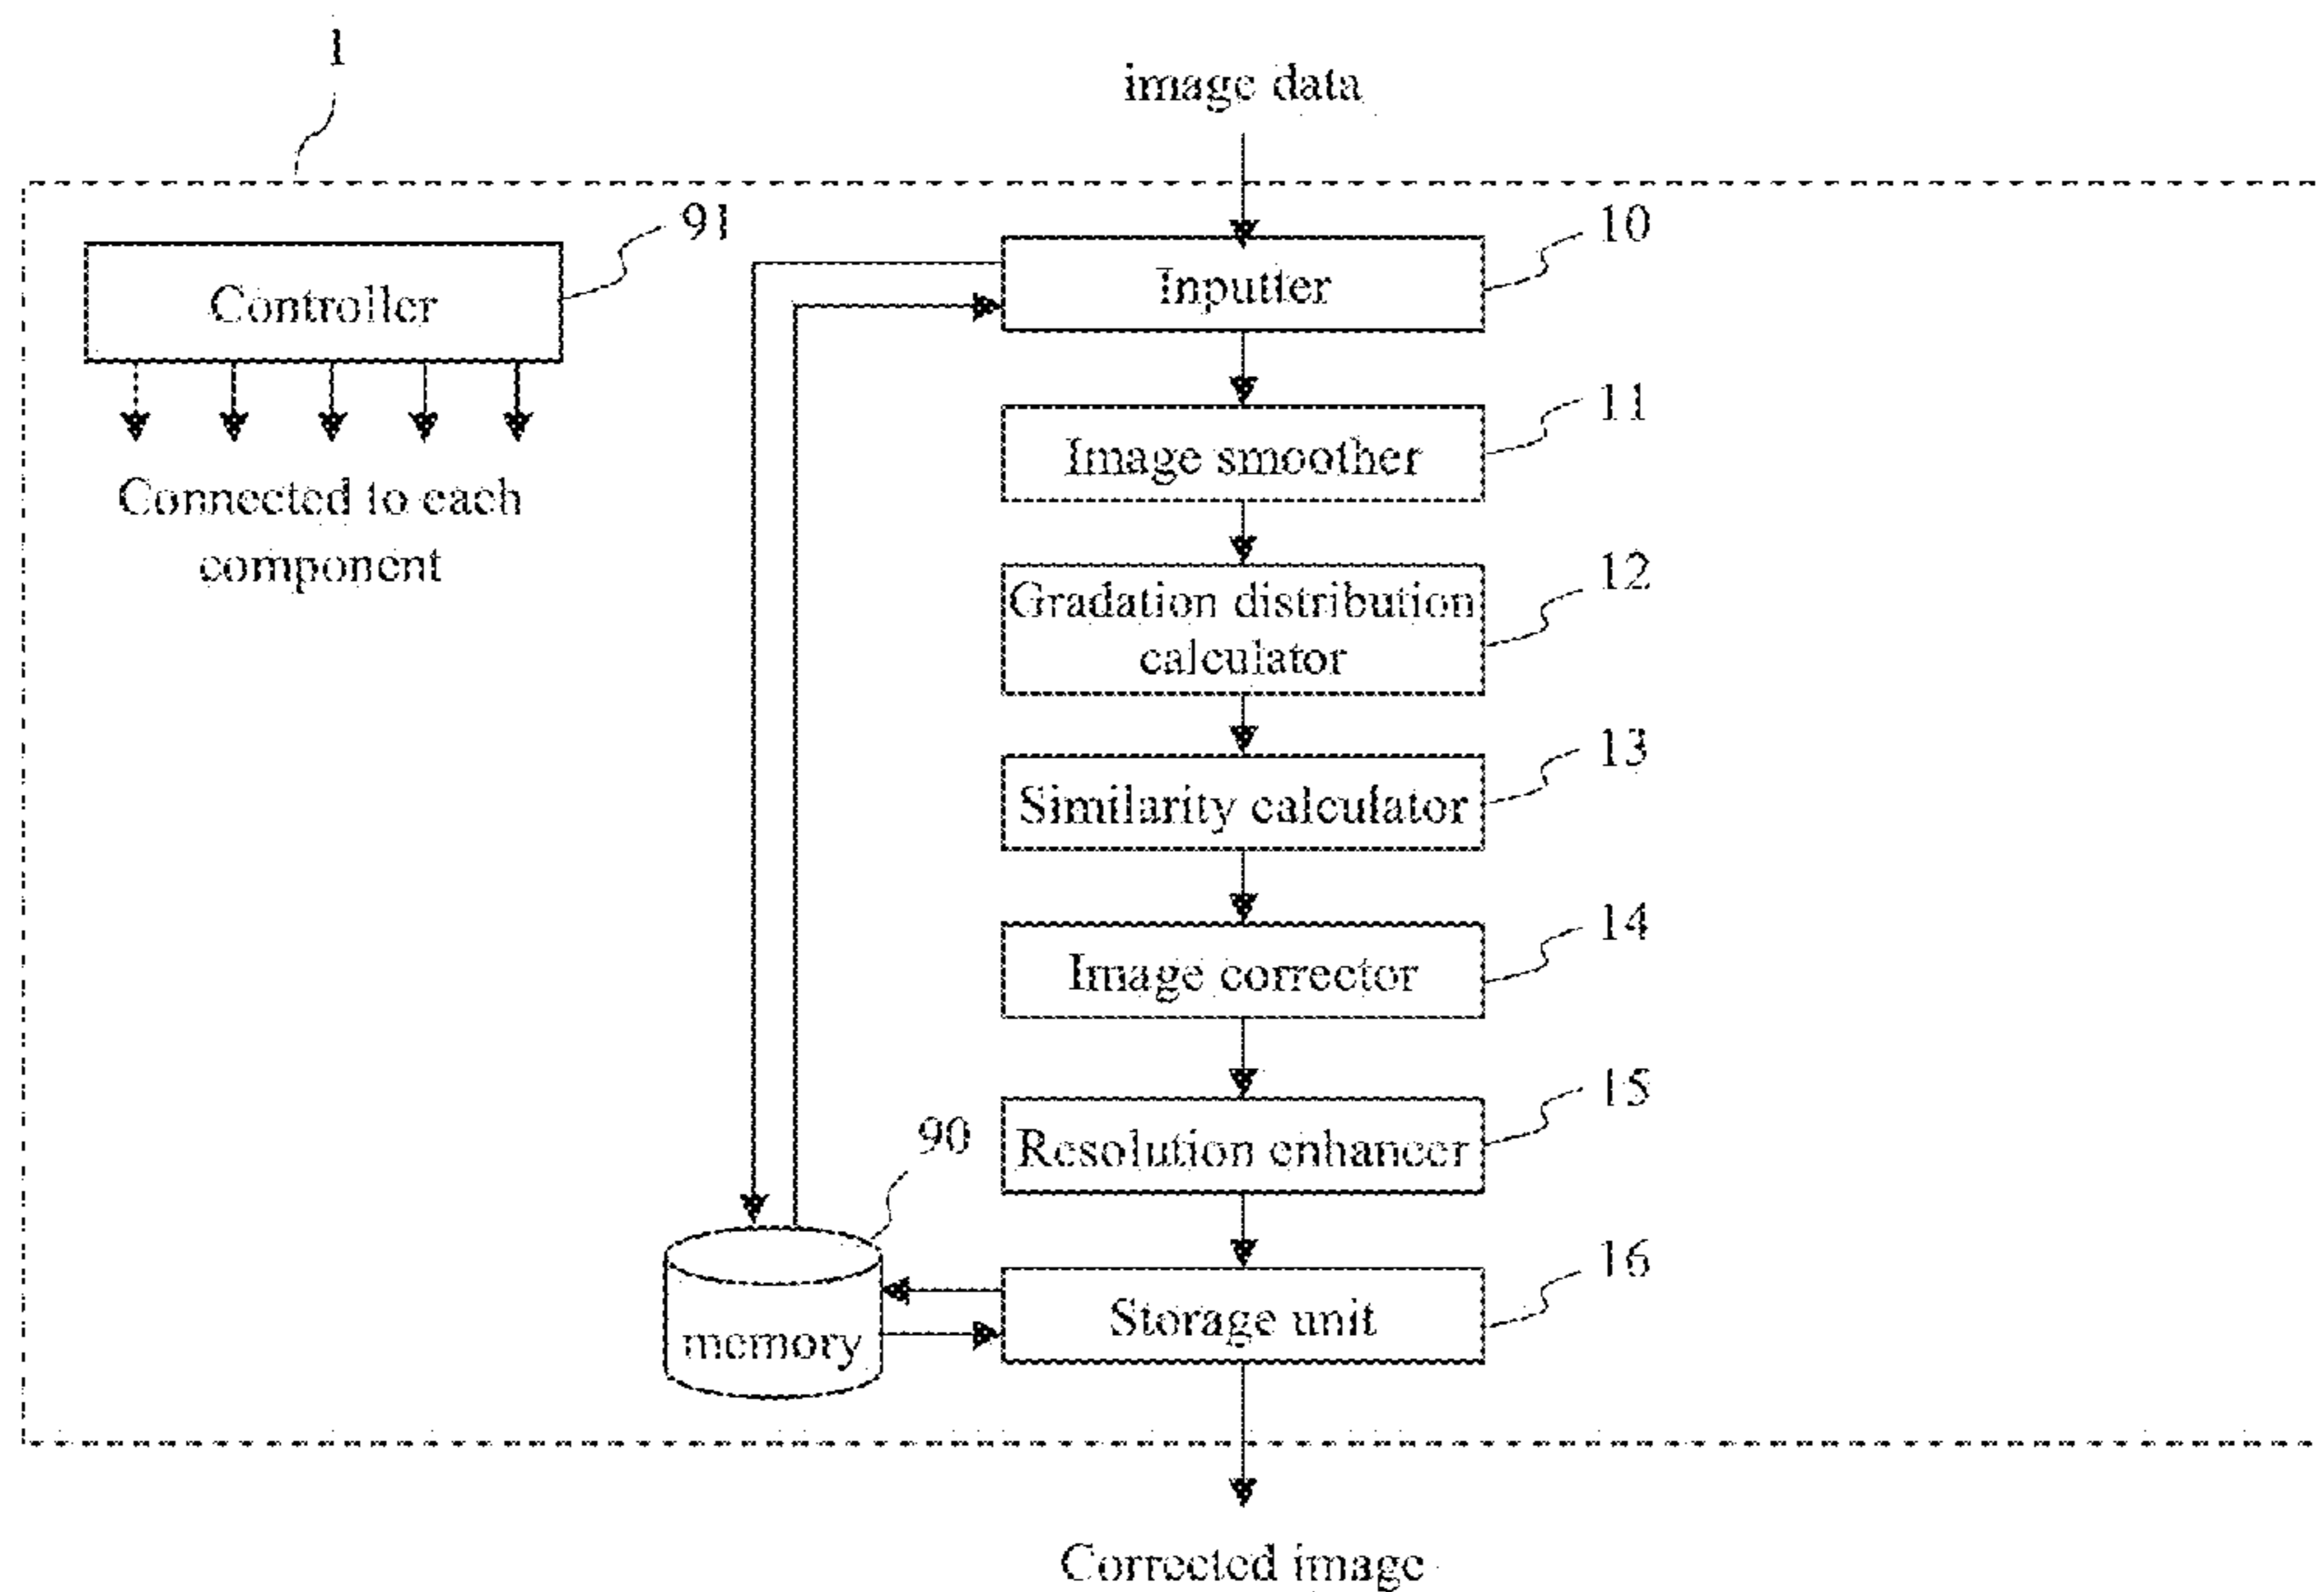 1
image data
91
10
Controller
Inputter
11
Image smoother
Connected to each
component
12
Gradation distribution
calculator
13
Similarity calculator
14
Image corrector
15
Resolution enhancer
90
16
memory
Storage unit
Corrected image